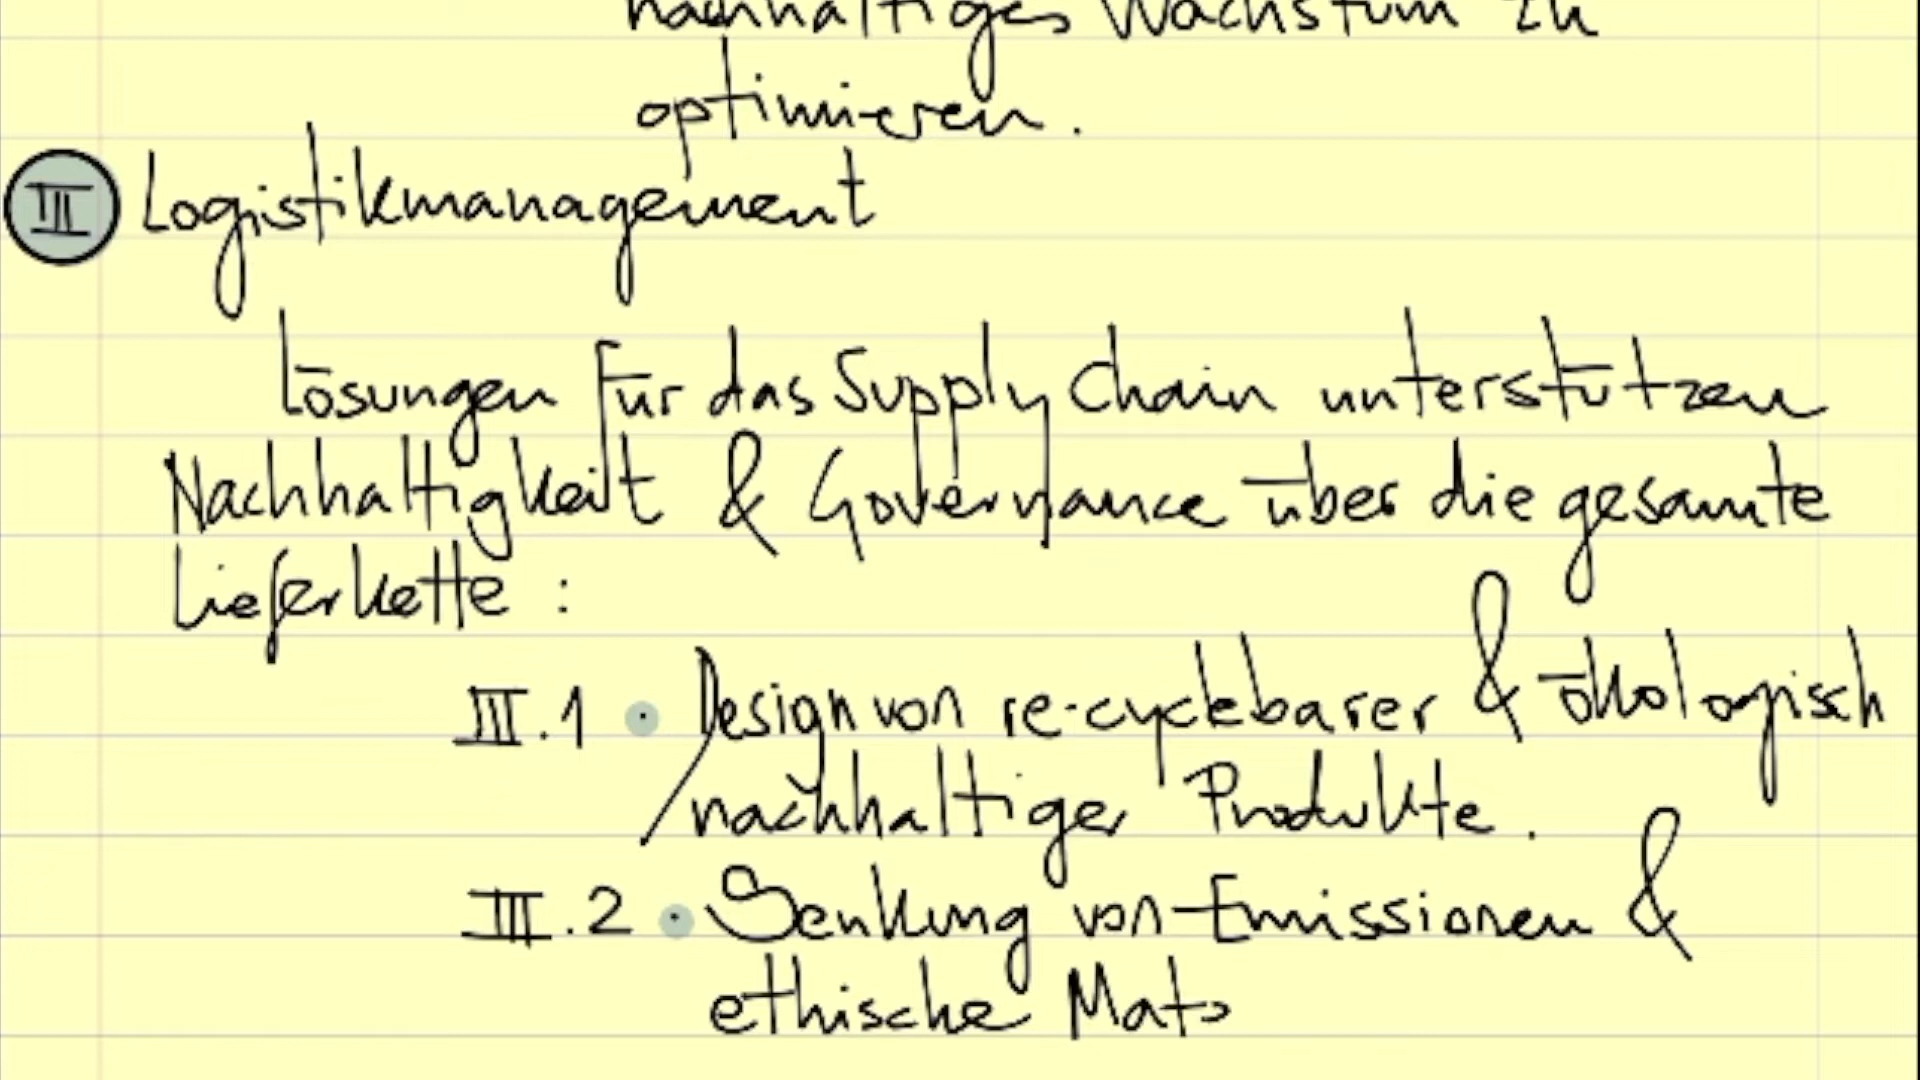 nachhaltiges Wachstum zu
optimieren.
III Logistikmanagement
Lösungen für das Supply Chain unterstützen
Nachhaltigkeit & Governance über die gesamte
Lieferkette :
III.1 • Design von re-cyclebarer & ökologisch
nachhaltiger Produkte.
III.2 • Senkung von Emissionen &
ethische Mat